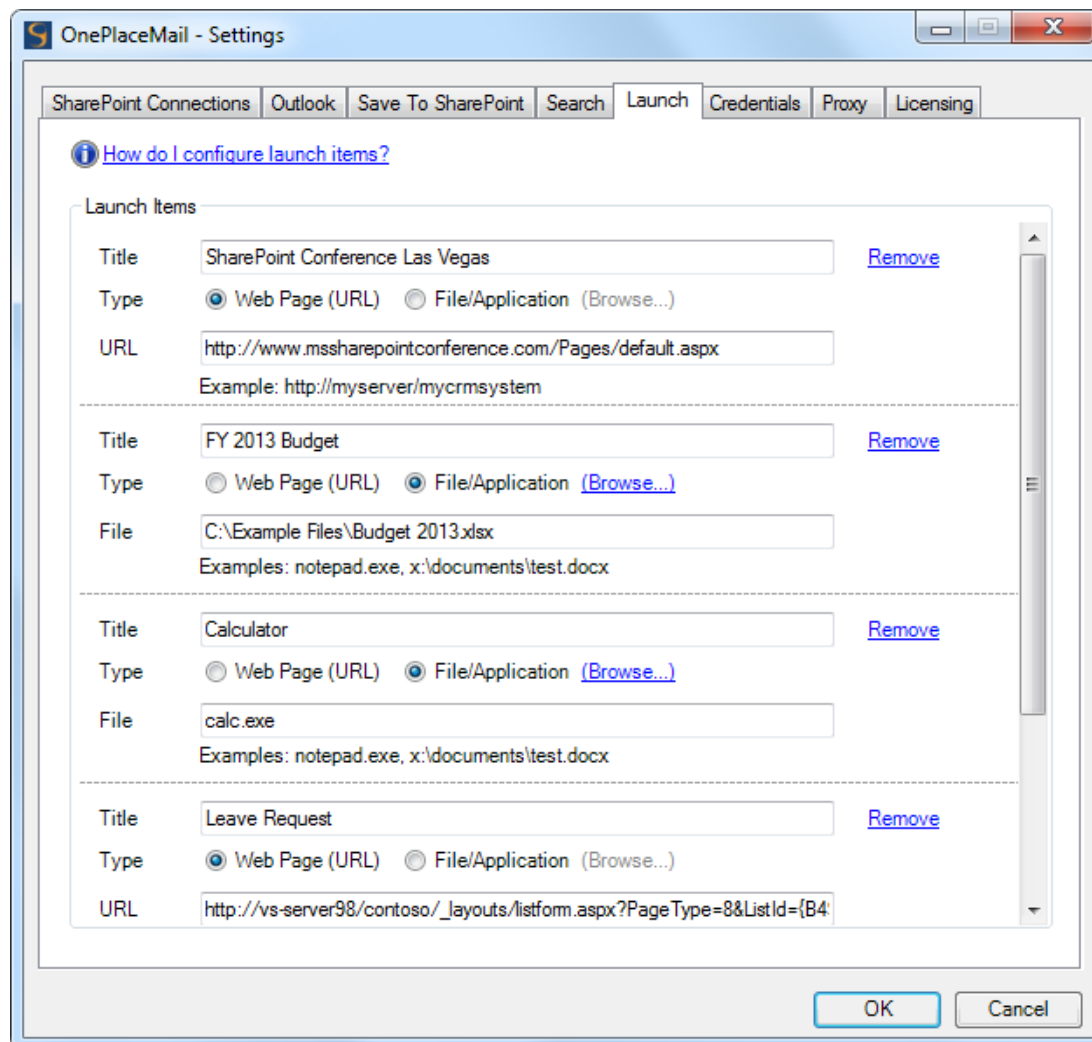 OnePlaceMail - Settings
SharePoint Connections Outlook Save To SharePoint Search Launch Credentials Proxy Licensing
How do I configure launch items?
Launch Items
Title SharePoint Conference Las Vegas Remove
Type Web Page (URL) File/Application (Browse...)
URL http://www.mssharepointconference.com/Pages/default.aspx
Example: http://myserver/mycrmsystem
Title FY 2013 Budget Remove
Type Web Page (URL) File/Application (Browse...)
File C:\Example Files\Budget 2013.xlsx
Examples: notepad.exe, x:\documents\test.docx
Title Calculator Remove
Type Web Page (URL) File/Application (Browse...)
File calc.exe
Examples: notepad.exe, x:\documents\test.docx
Title Leave Request Remove
Type Web Page (URL) File/Application (Browse...)
URL http://vs-server98/contoso/_layouts/listform.aspx?PageType=8&ListId={B4
OK Cancel